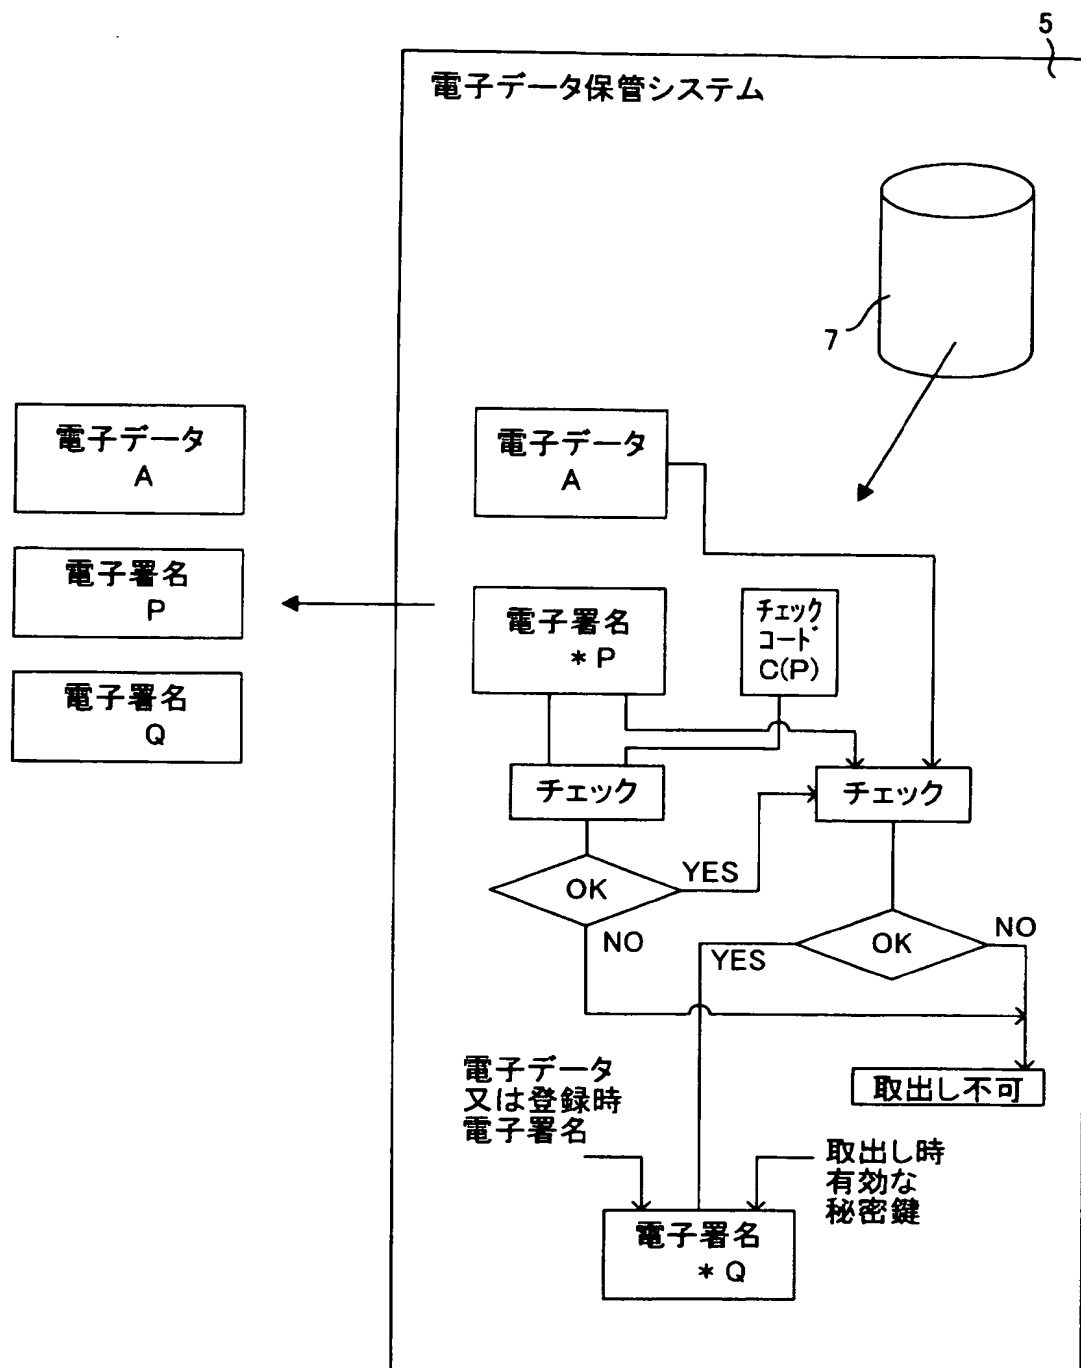 5
電子データ保管システム
7
電子データ
A
電子署名
P
電子署名
Q
電子データ
A
電子署名
* P
チェック
コード
C(P)
チェック
チェック
OK
YES
NO
OK
YES
NO
取出し不可
電子データ
又は登録時
電子署名
取出し時
有効な
秘密鍵
電子署名
* Q